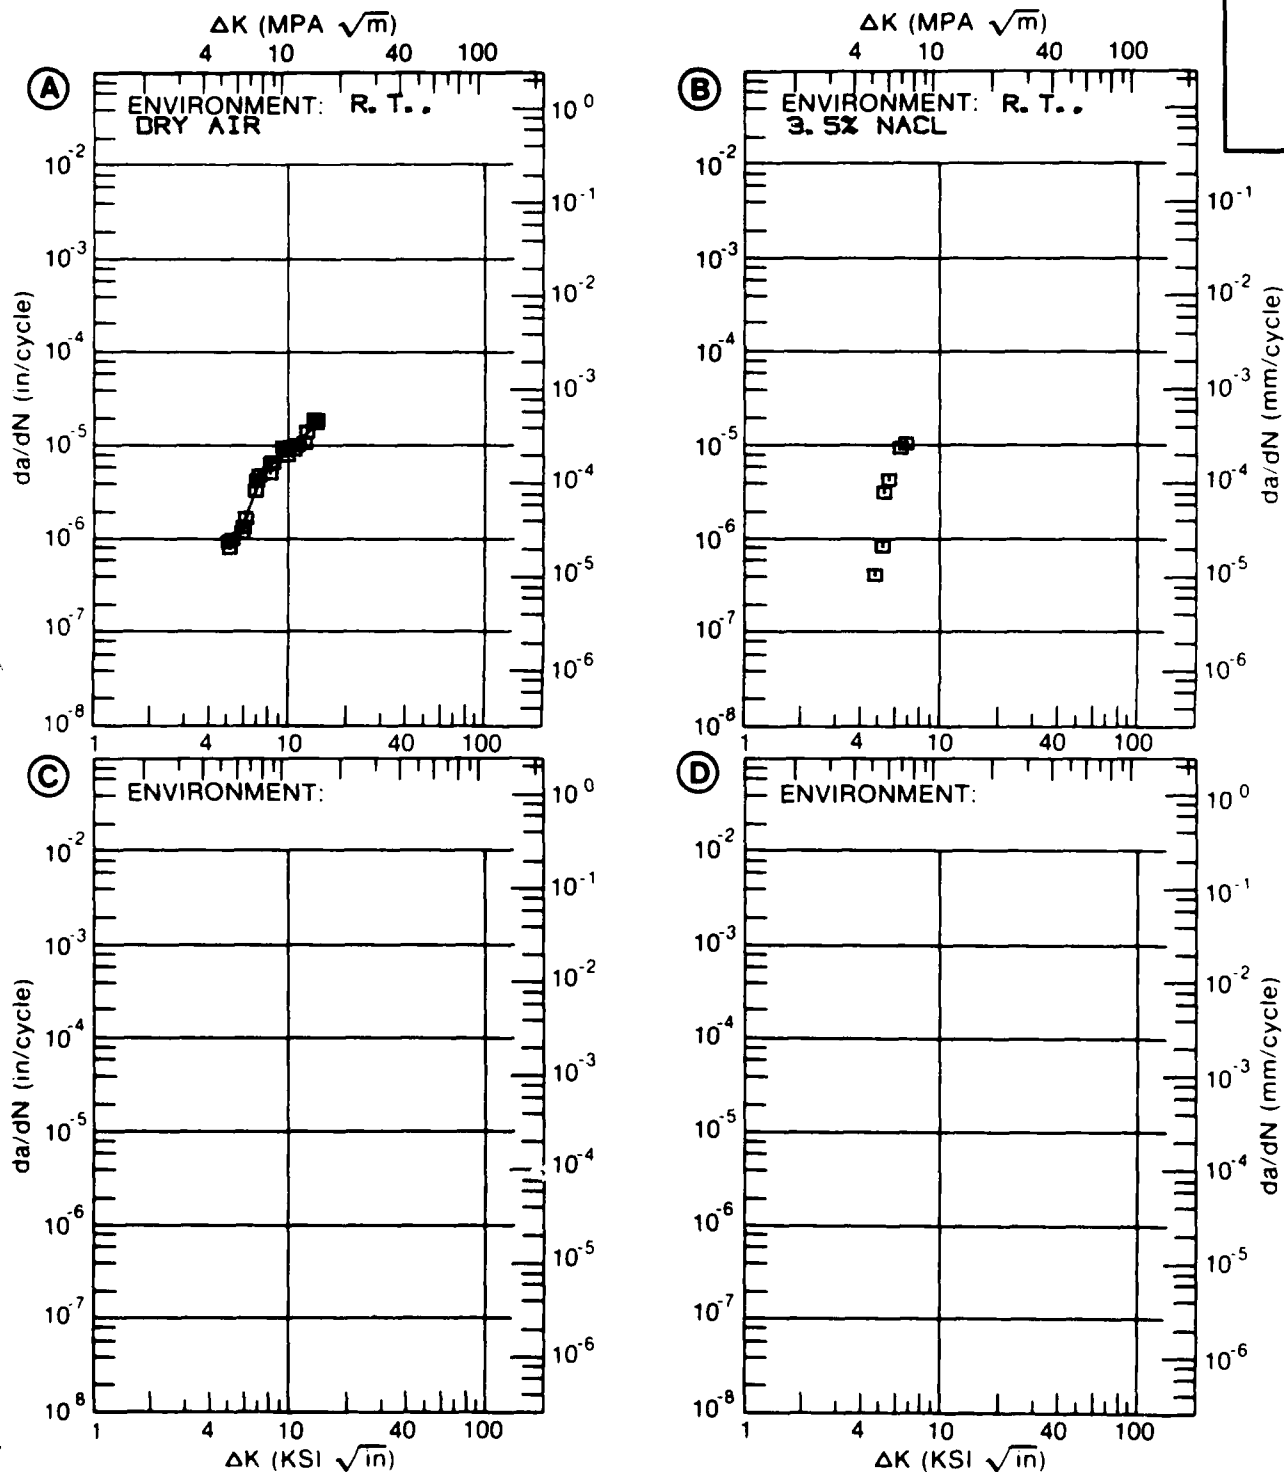 ΔK (MPA √m)
4 10 40 100
ΔK (MPA √m)
4 10 40 100
A
ENVIRONMENT: R. T..
DRY AIR
10⁰
10⁻¹
10⁻²
10⁻³
10⁻⁴
10⁻⁵
10⁻⁶
10⁻²
10⁻³
10⁻⁴
10⁻⁵
10⁻⁶
10⁻⁷
10⁻⁸
da/dN (in/cycle)
1 4 10 40 100
B
ENVIRONMENT: R. T..
3. 5% NACL
10⁻²
10⁻³
10⁻⁴
10⁻⁵
10⁻⁶
10⁻⁷
10⁻⁸
10⁻¹
10⁻²
10⁻³
10⁻⁴
10⁻⁵
10⁻⁶
da/dN (mm/cycle)
1 4 10 40 100
C
ENVIRONMENT:
10⁻²
10⁻³
10⁻⁴
10⁻⁵
10⁻⁶
10⁻⁷
10⁸
10⁰
10⁻¹
10⁻²
10⁻³
10⁻⁴
10⁻⁵
10⁻⁶
da/dN (in/cycle)
1 4 10 40 100
ΔK (KSI √in)
D
ENVIRONMENT:
10⁻²
10⁻³
10⁻⁴
10⁻⁵
10⁻⁶
10⁻⁷
10⁻⁸
10⁰
10⁻¹
10⁻²
10⁻³
10⁻⁴
10⁻⁵
10⁻⁶
da/dN (mm/cycle)
1 4 10 40 100
ΔK (KSI √in)